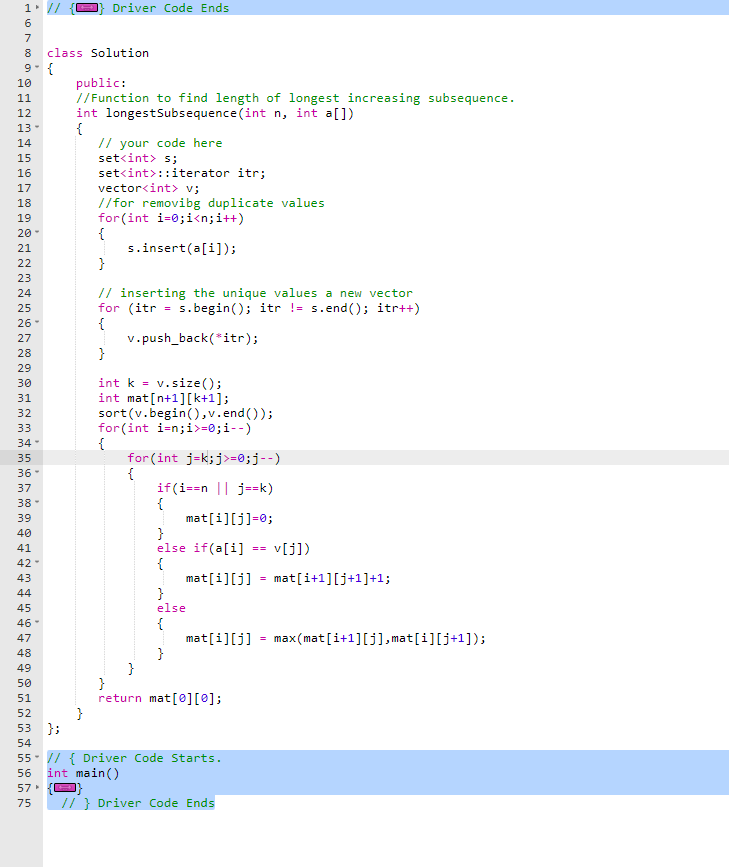 1 // { } Driver Code Ends
6
7
8 class Solution
9 {
10 public:
11 //Function to find length of longest increasing subsequence.
12 int longestSubsequence(int n, int a[])
13 {
14 // your code here
15 set<int> s;
16 set<int>::iterator itr;
17 vector<int> v;
18 //for removibg duplicate values
19 for(int i=0;i<n;i++)
20 {
21 s.insert(a[i]);
22 }
23
24 // inserting the unique values a new vector
25 for (itr = s.begin(); itr != s.end(); itr++)
26 {
27 v.push_back(*itr);
28 }
29
30 int k = v.size();
31 int mat[n+1][k+1];
32 sort(v.begin(),v.end());
33 for(int i=n;i>=0;i--)
34 {
35 for(int j=k;j>=0;j--)
36 {
37 if(i==n || j==k)
38 {
39 mat[i][j]=0;
40 }
41 else if(a[i] == v[j])
42 {
43 mat[i][j] = mat[i+1][j+1]+1;
44 }
45 else
46 {
47 mat[i][j] = max(mat[i+1][j],mat[i][j+1]);
48 }
49 }
50 }
51 return mat[0][0];
52 }
53 };
54
55 // { Driver Code Starts.
56 int main()
57 { }
75 // } Driver Code Ends